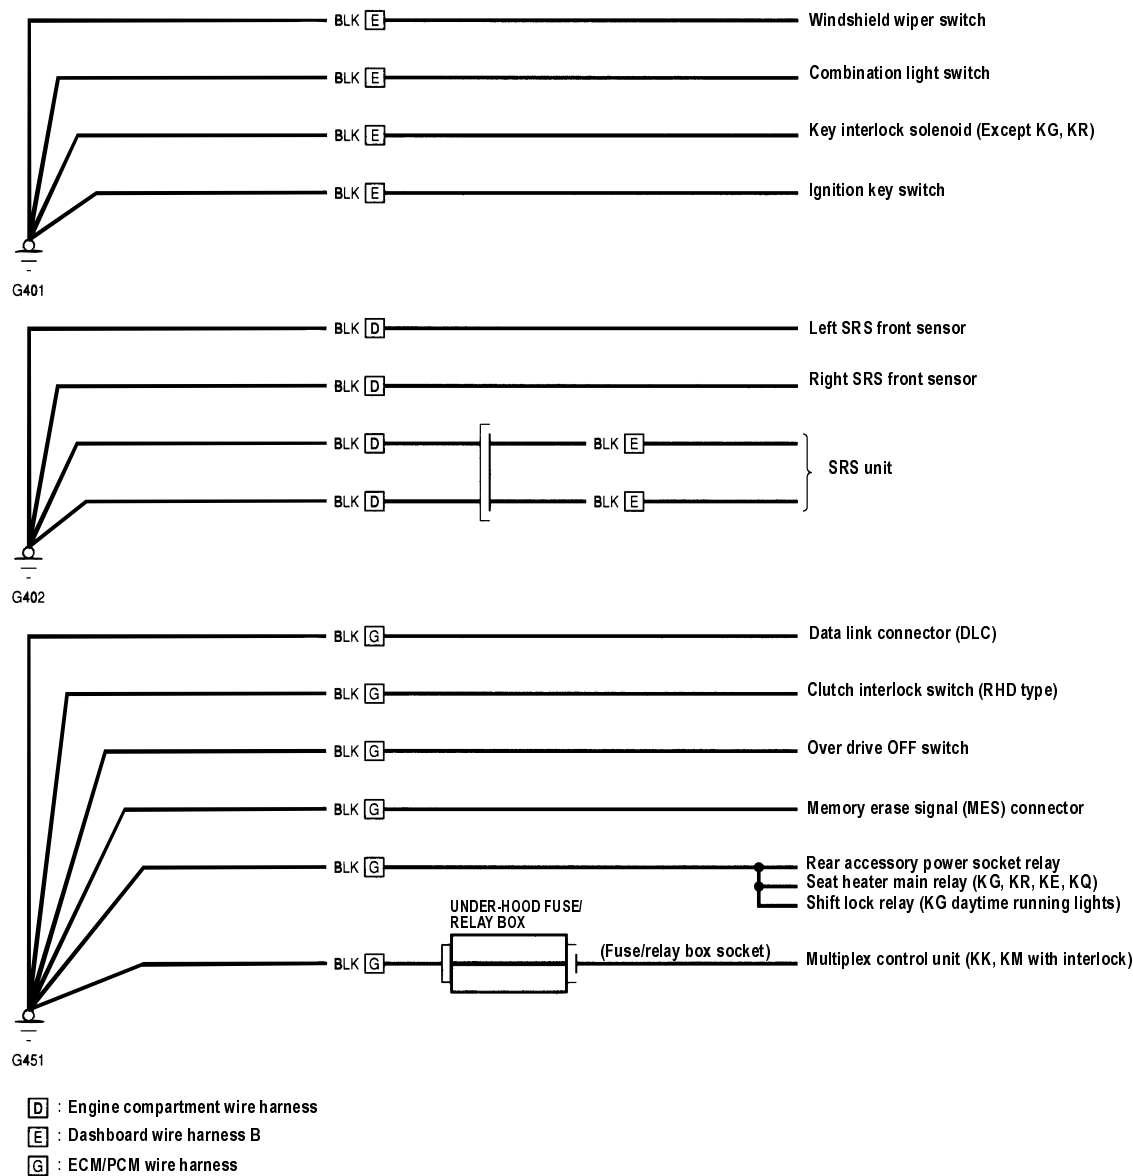 BLK E Windshield wiper switch
BLK E Combination light switch
BLK E Key interlock solenoid (Except KG, KR)
BLK E Ignition key switch
G401
BLK D Left SRS front sensor
BLK D Right SRS front sensor
BLK D BLK E
SRS unit
BLK D BLK E
G402
BLK G Data link connector (DLC)
BLK G Clutch interlock switch (RHD type)
BLK G Over drive OFF switch
BLK G Memory erase signal (MES) connector
BLK G Rear accessory power socket relay
Seat heater main relay (KG, KR, KE, KQ)
Shift lock relay (KG daytime running lights)
UNDER-HOOD FUSE/
RELAY BOX
(Fuse/relay box socket)
BLK G Multiplex control unit (KK, KM with interlock)
G451
D : Engine compartment wire harness
E : Dashboard wire harness B
G : ECM/PCM wire harness